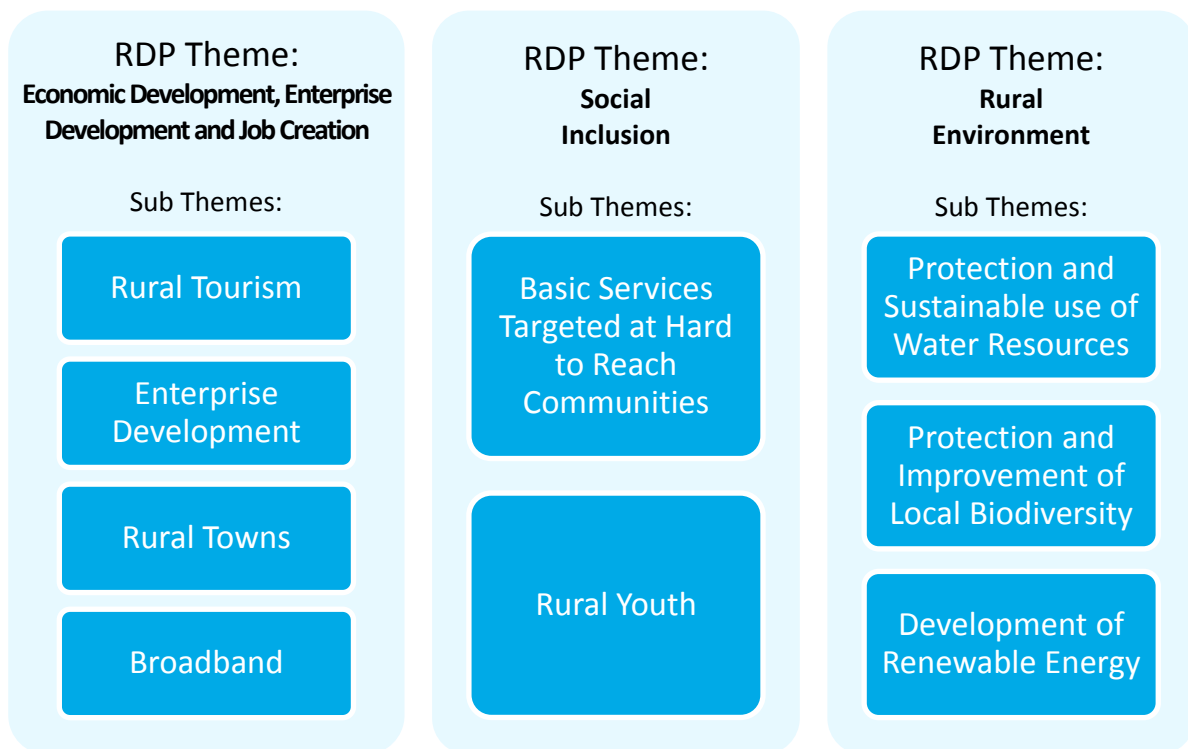 RDP Theme:
Economic Development, Enterprise
Development and Job Creation
Sub Themes:
Rural Tourism
Enterprise
Development
Rural Towns
Broadband
RDP Theme:
Social
Inclusion
Sub Themes:
Basic Services
Targeted at Hard
to Reach
Communities
Rural Youth
RDP Theme:
Rural
Environment
Sub Themes:
Protection and
Sustainable use of
Water Resources
Protection and
Improvement of
Local Biodiversity
Development of
Renewable Energy